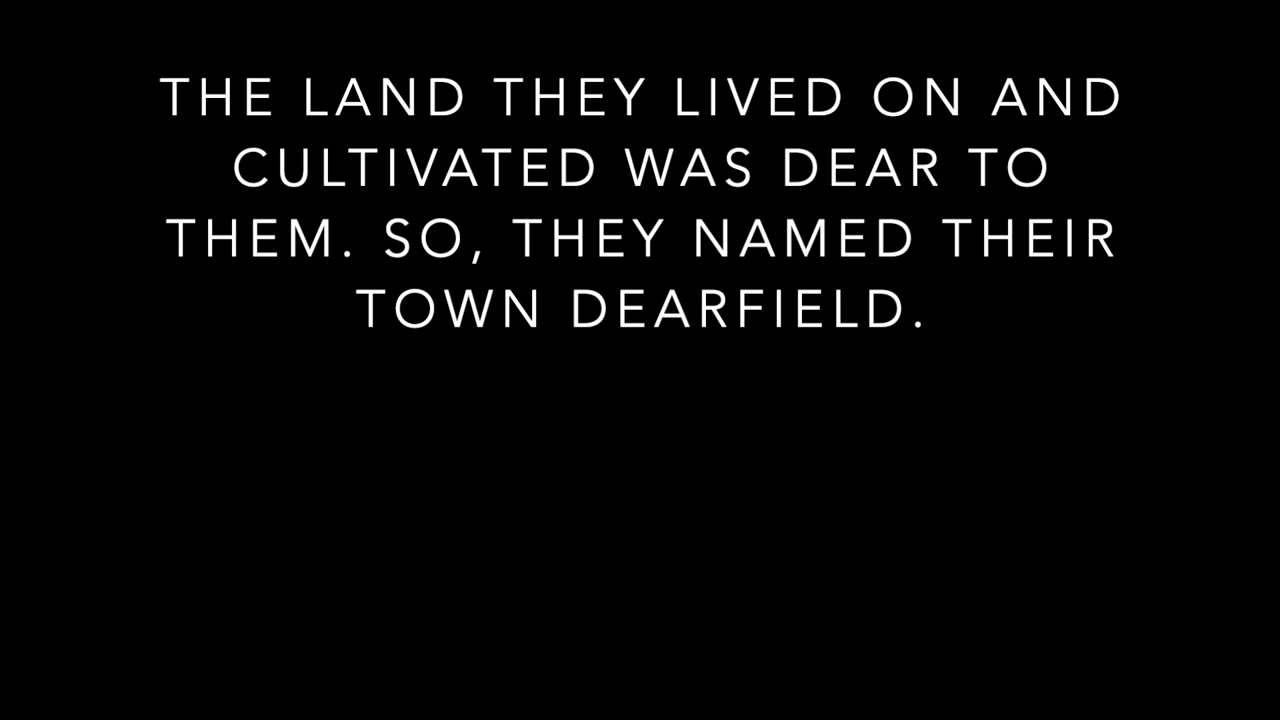 THE LAND THEY LIVED ON AND
CULTIVATED WAS DEAR TO
THEM. SO, THEY NAMED THEIR
TOWN DEARFIELD.